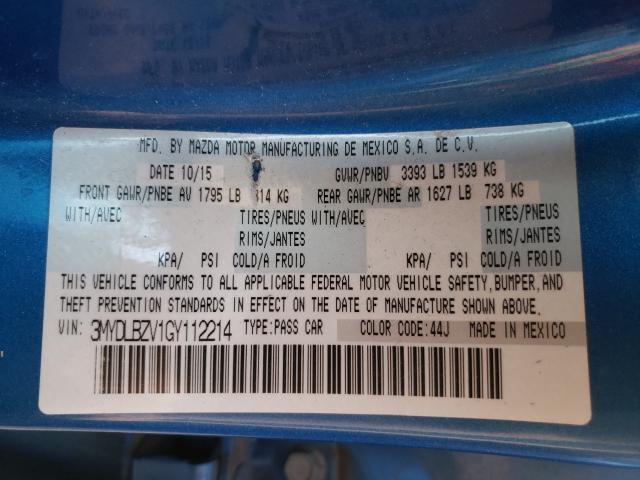 MFD. BY MAZDA MOTOR MANUFACTURING DE MEXICO S.A. DE C.V.
DATE 10/15 GVWR/PNBV 3393 LB 1539 KG
FRONT GAWR/PNBE AV 1795 LB 814 KG REAR GAWR/PNBE AR 1627 LB 738 KG
WITH/AVEC TIRES/PNEUS WITH/AVEC TIRES/PNEUS
RIMS/JANTES RIMS/JANTES
KPA/ PSI COLD/A FROID KPA/ PSI COLD/A FROID
THIS VEHICLE CONFORMS TO ALL APPLICABLE FEDERAL MOTOR VEHICLE SAFETY, BUMPER, AND
THEFT PREVENTION STANDARDS IN EFFECT ON THE DATE OF MANUFACTURE SHOWN ABOVE.
VIN: 3MYDLBZV1GY112214 TYPE:PASS CAR COLOR CODE:44J MADE IN MEXICO